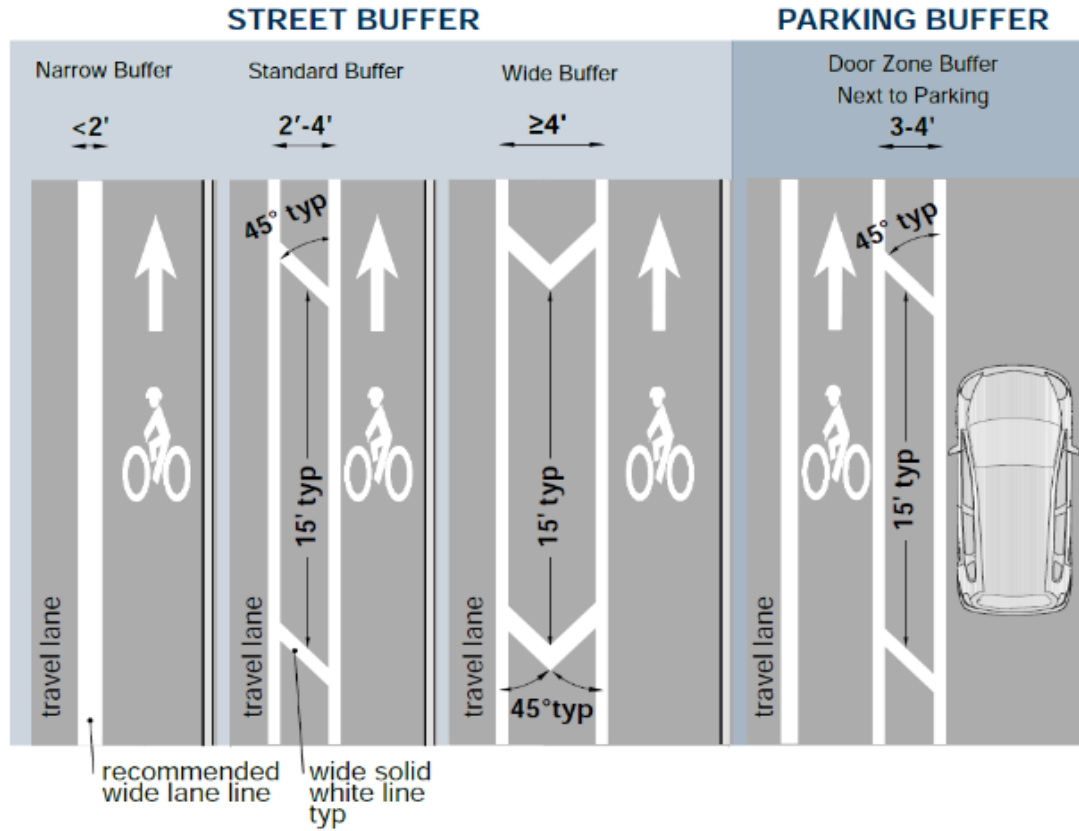 STREET BUFFER
PARKING BUFFER
Narrow Buffer
<2'
Standard Buffer
2'-4'
Wide Buffer
≥4'
Door Zone Buffer
Next to Parking
3-4'
travel lane
45° typ
15' typ
travel lane
15' typ
45°typ
travel lane
45° typ
15' typ
travel lane
recommended
wide lane line
wide solid
white line
typ